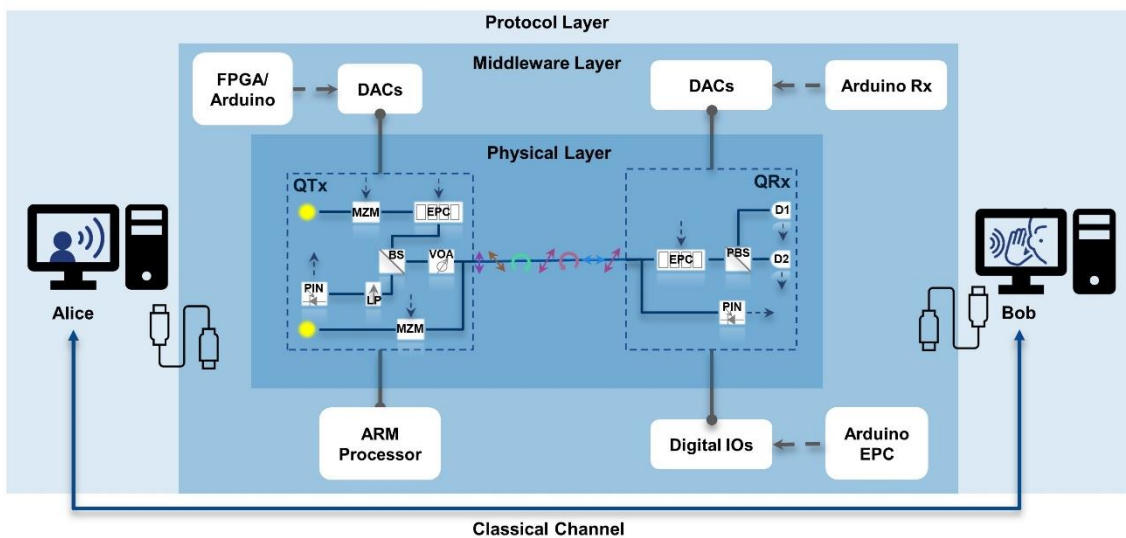 Protocol Layer
Middleware Layer
FPGA/
Arduino
DACs
DACs
Arduino Rx
Physical Layer
QTx
QRx
MZM
EPC
D1
BS
VOA
EPC
PBS
D2
PIN
LP
PIN
MZM
Alice
Bob
ARM
Processor
Digital IOs
Arduino
EPC
Classical Channel